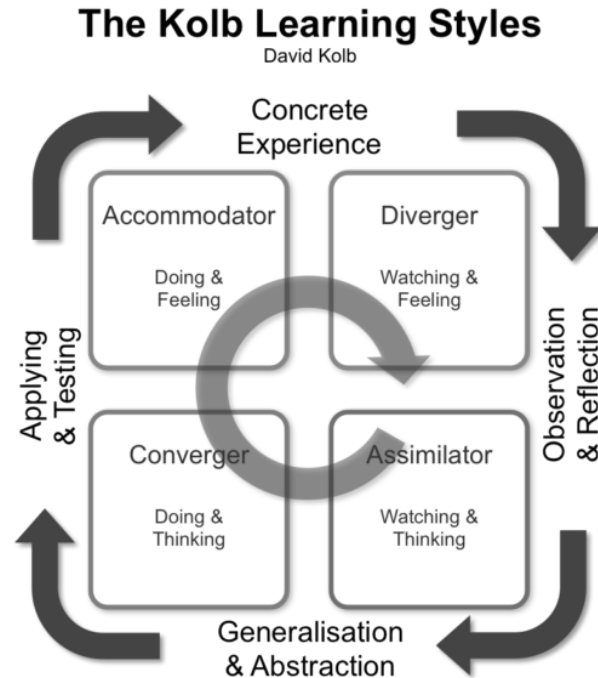 The Kolb Learning Styles
David Kolb
Concrete
Experience
Accommodator
Doing &
Feeling
Diverger
Watching &
Feeling
Observation
& Reflection
Applying
& Testing
Converger
Doing &
Thinking
Assimilator
Watching &
Thinking
Generalisation
& Abstraction